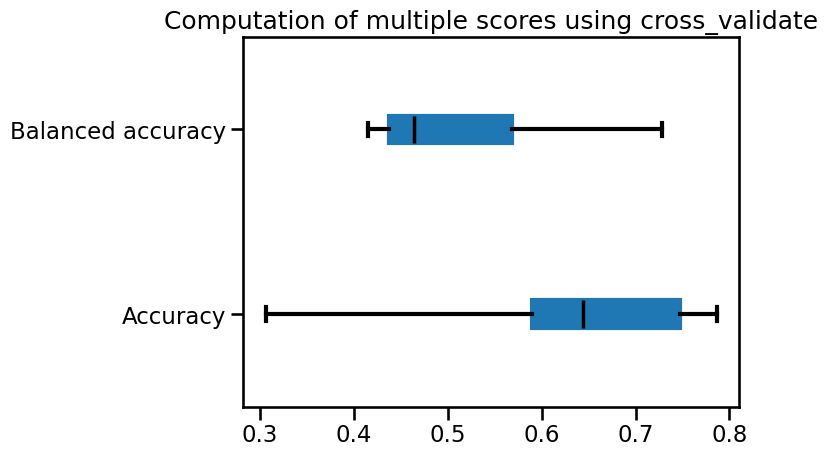 Computation of multiple scores using cross_validate
Balanced accuracy
Accuracy
0.3 0.4 0.5 0.6 0.7 0.8